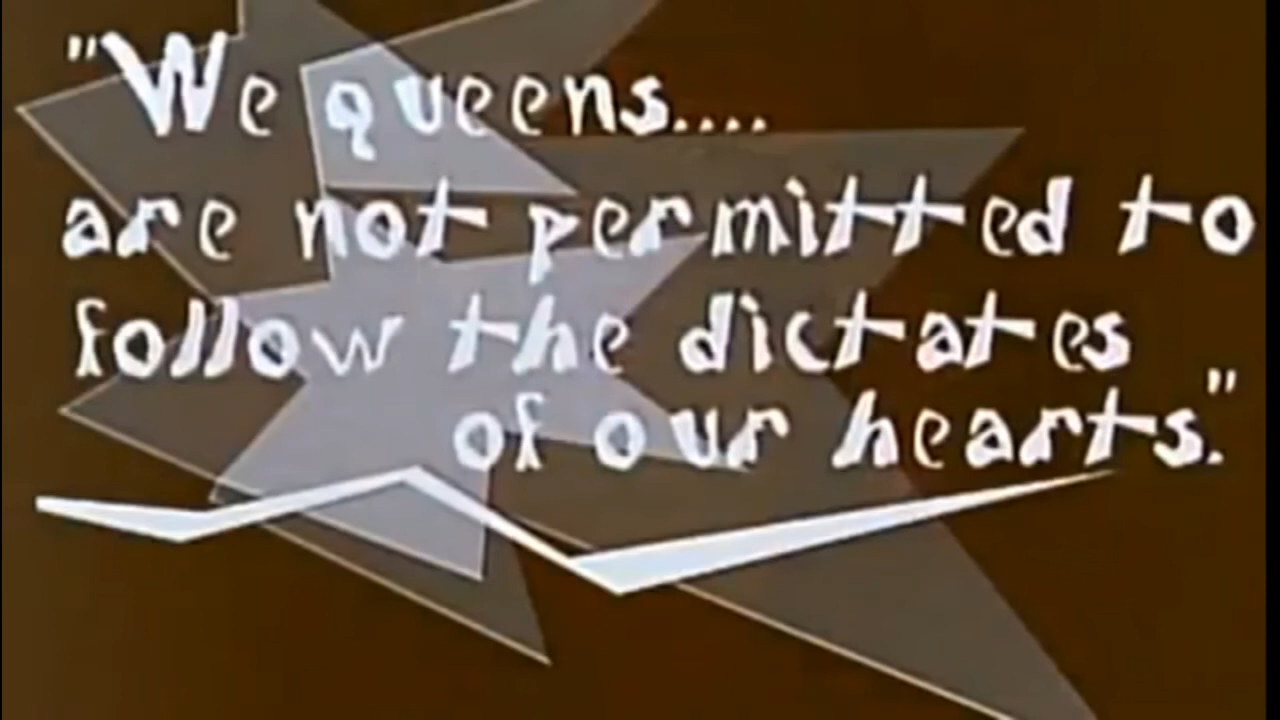 "We queens....
are not permitted to
follow the dictates
of our hearts."